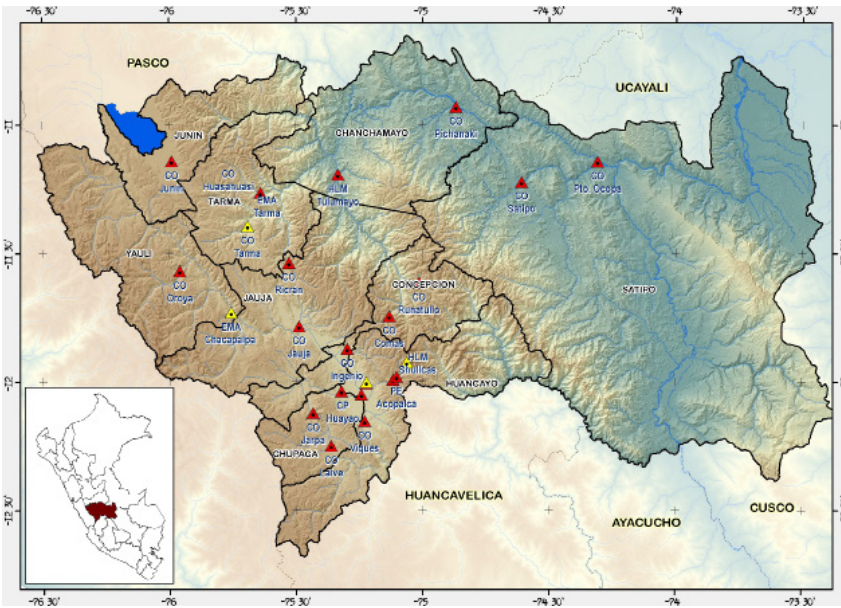 -76 30'
-76
-75 30'
-75
-74 30'
-74
-73 30'
PASCO
UCAYALI
-11
-11
JUNIN
CHANCHAMAYO
CO
Pichanaki
CO
Junin
CO
Huasahuasi
TARMA
EMA
Tarma
HLM
Tulumayo
CO
Satipo
CO
Pto. Ocopa
CO
Tarma
-11 30'
-11 30'
YAULI
CO
Oroya
CO
Ricran
JAUJA
CONCEPCION
CO
Runatullo
SATIPO
EMA
Chacapalpa
CO
Jauja
CO
Comas
CO
Ingenio
HLM
Shullcas
-12
-12
PE
Acopalca
HUANCAYO
CP
Huayao
CO
Jarpa
CO
Viques
CHUPACA
CO
Laive
HUANCAVELICA
CUSCO
AYACUCHO
-12 30'
-12 30'
-76 30'
-76
-75 30'
-75
-74 30'
-74
-73 30'